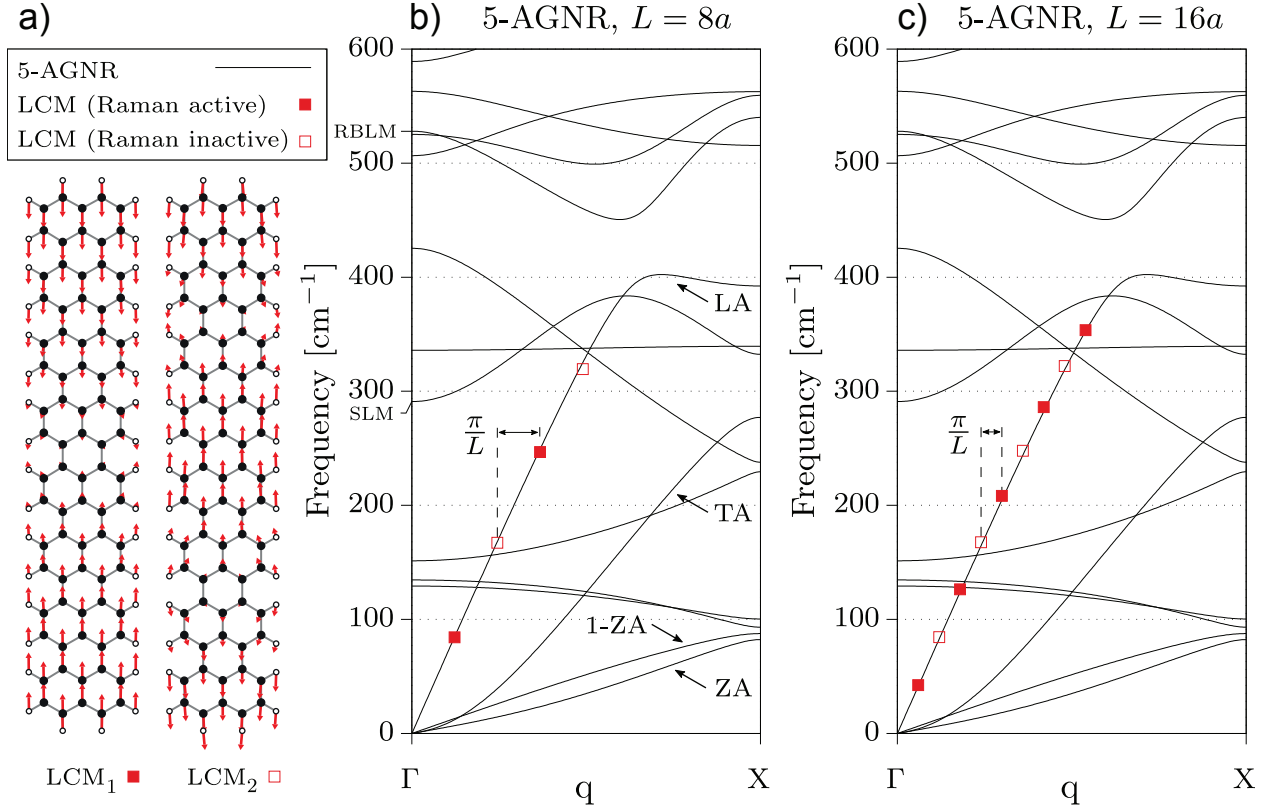 a)
5-AGNR
LCM (Raman active)
LCM (Raman inactive)
LCM₁
LCM₂
b)
5-AGNR, L = 8a
Frequency [cm⁻¹]
600
RBLM
500
400
300
SLM
200
100
0
π/L
LA
TA
1-ZA
ZA
Γ
q
X
c)
5-AGNR, L = 16a
Frequency [cm⁻¹]
600
500
400
300
200
100
0
π/L
Γ
q
X